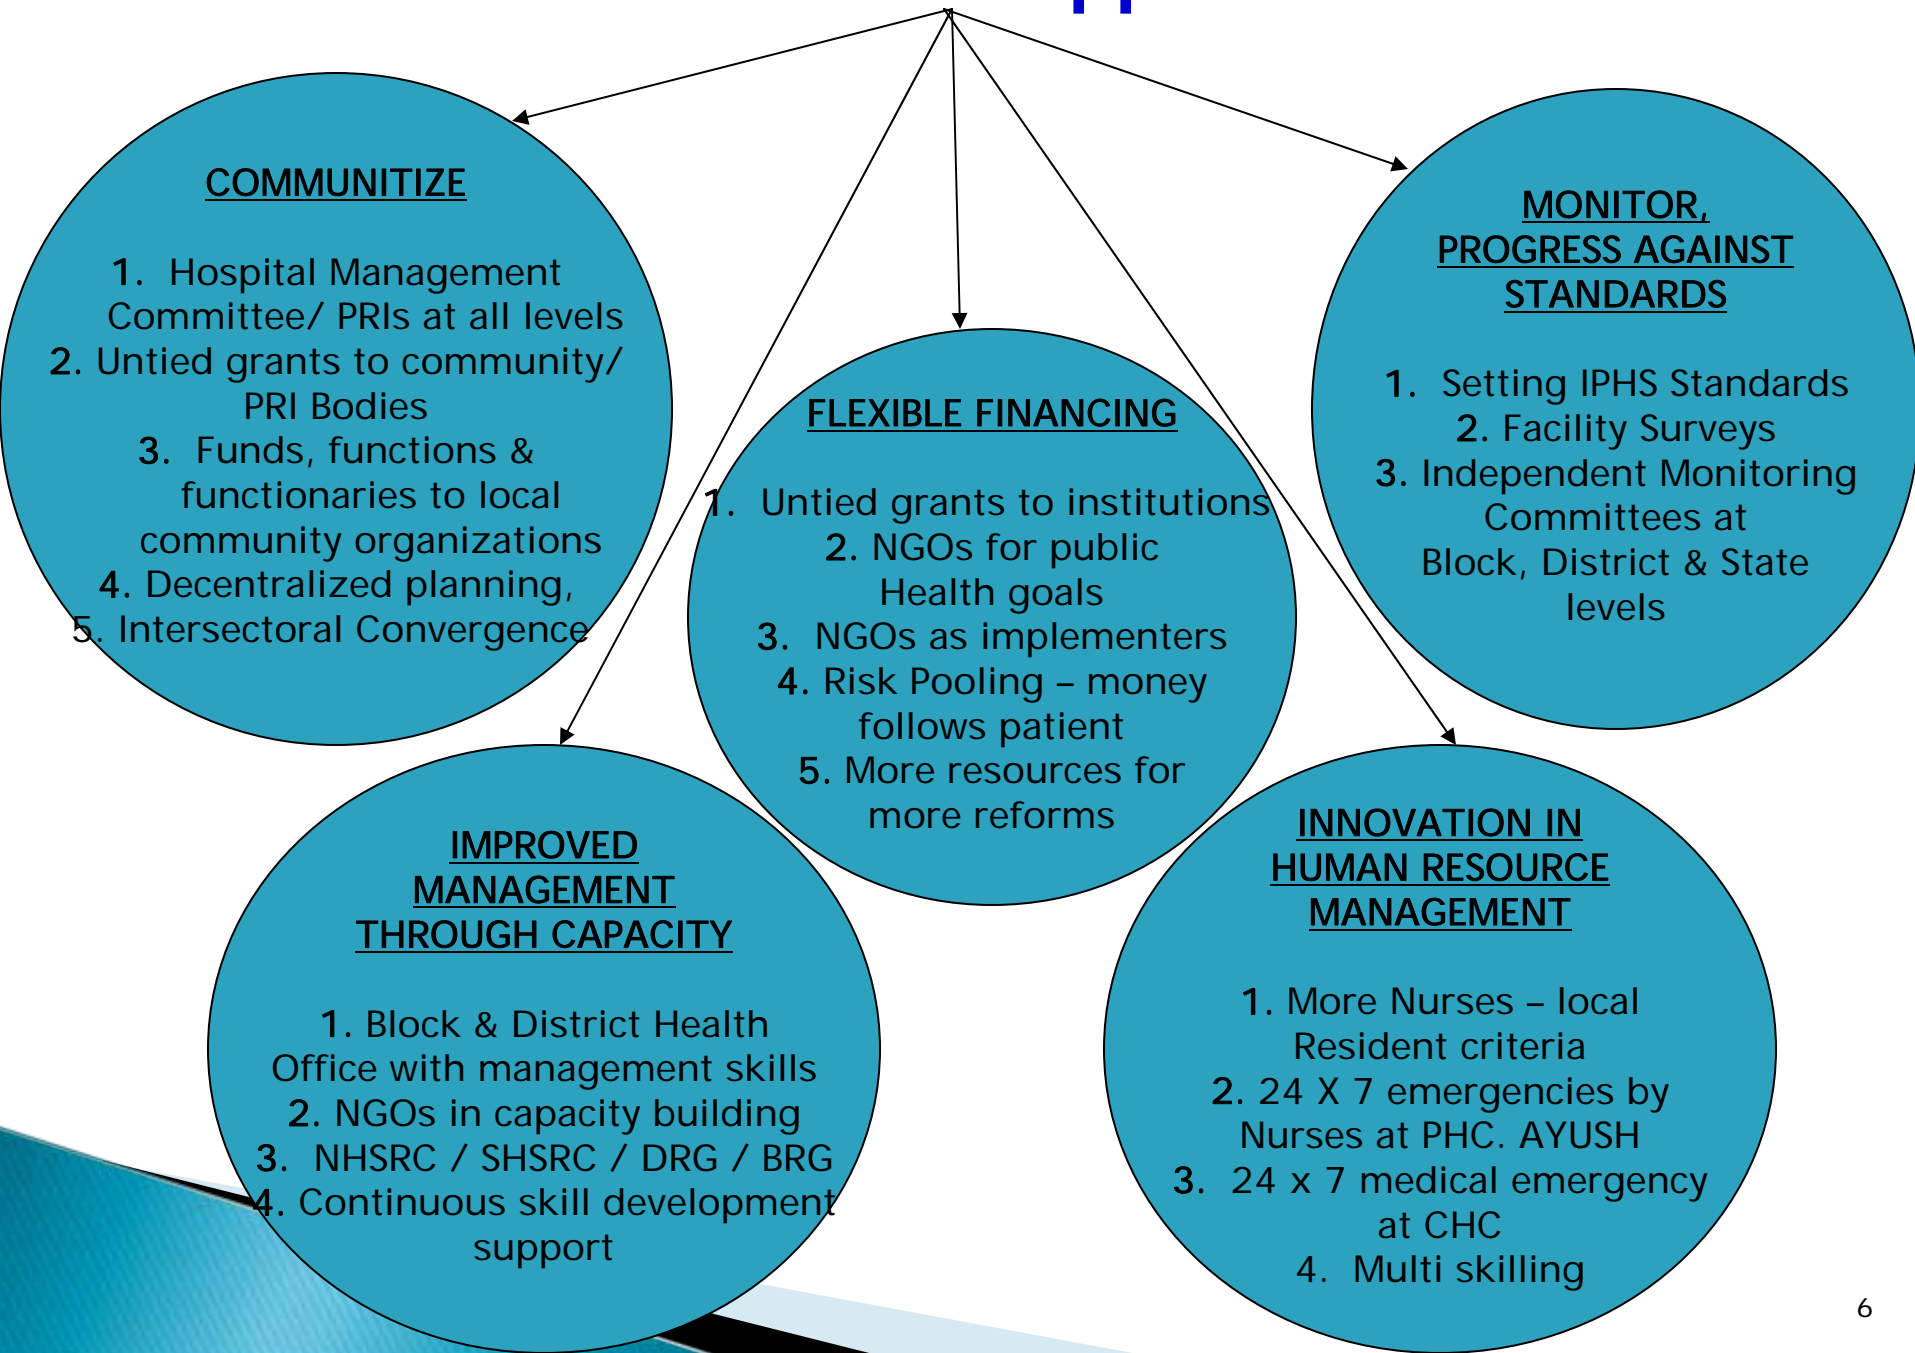 COMMUNITIZE
1. Hospital Management
Committee/ PRIs at all levels
2. Untied grants to community/
PRI Bodies
3. Funds, functions &
functionaries to local
community organizations
4. Decentralized planning,
5. Intersectoral Convergence
FLEXIBLE FINANCING
1. Untied grants to institutions
2. NGOs for public
Health goals
3. NGOs as implementers
4. Risk Pooling – money
follows patient
5. More resources for
more reforms
MONITOR,
PROGRESS AGAINST
STANDARDS
1. Setting IPHS Standards
2. Facility Surveys
3. Independent Monitoring
Committees at
Block, District & State
levels
IMPROVED
MANAGEMENT
THROUGH CAPACITY
1. Block & District Health
Office with management skills
2. NGOs in capacity building
3. NHSRC / SHSRC / DRG / BRG
4. Continuous skill development
support
INNOVATION IN
HUMAN RESOURCE
MANAGEMENT
1. More Nurses – local
Resident criteria
2. 24 X 7 emergencies by
Nurses at PHC. AYUSH
3. 24 x 7 medical emergency
at CHC
4. Multi skilling
6